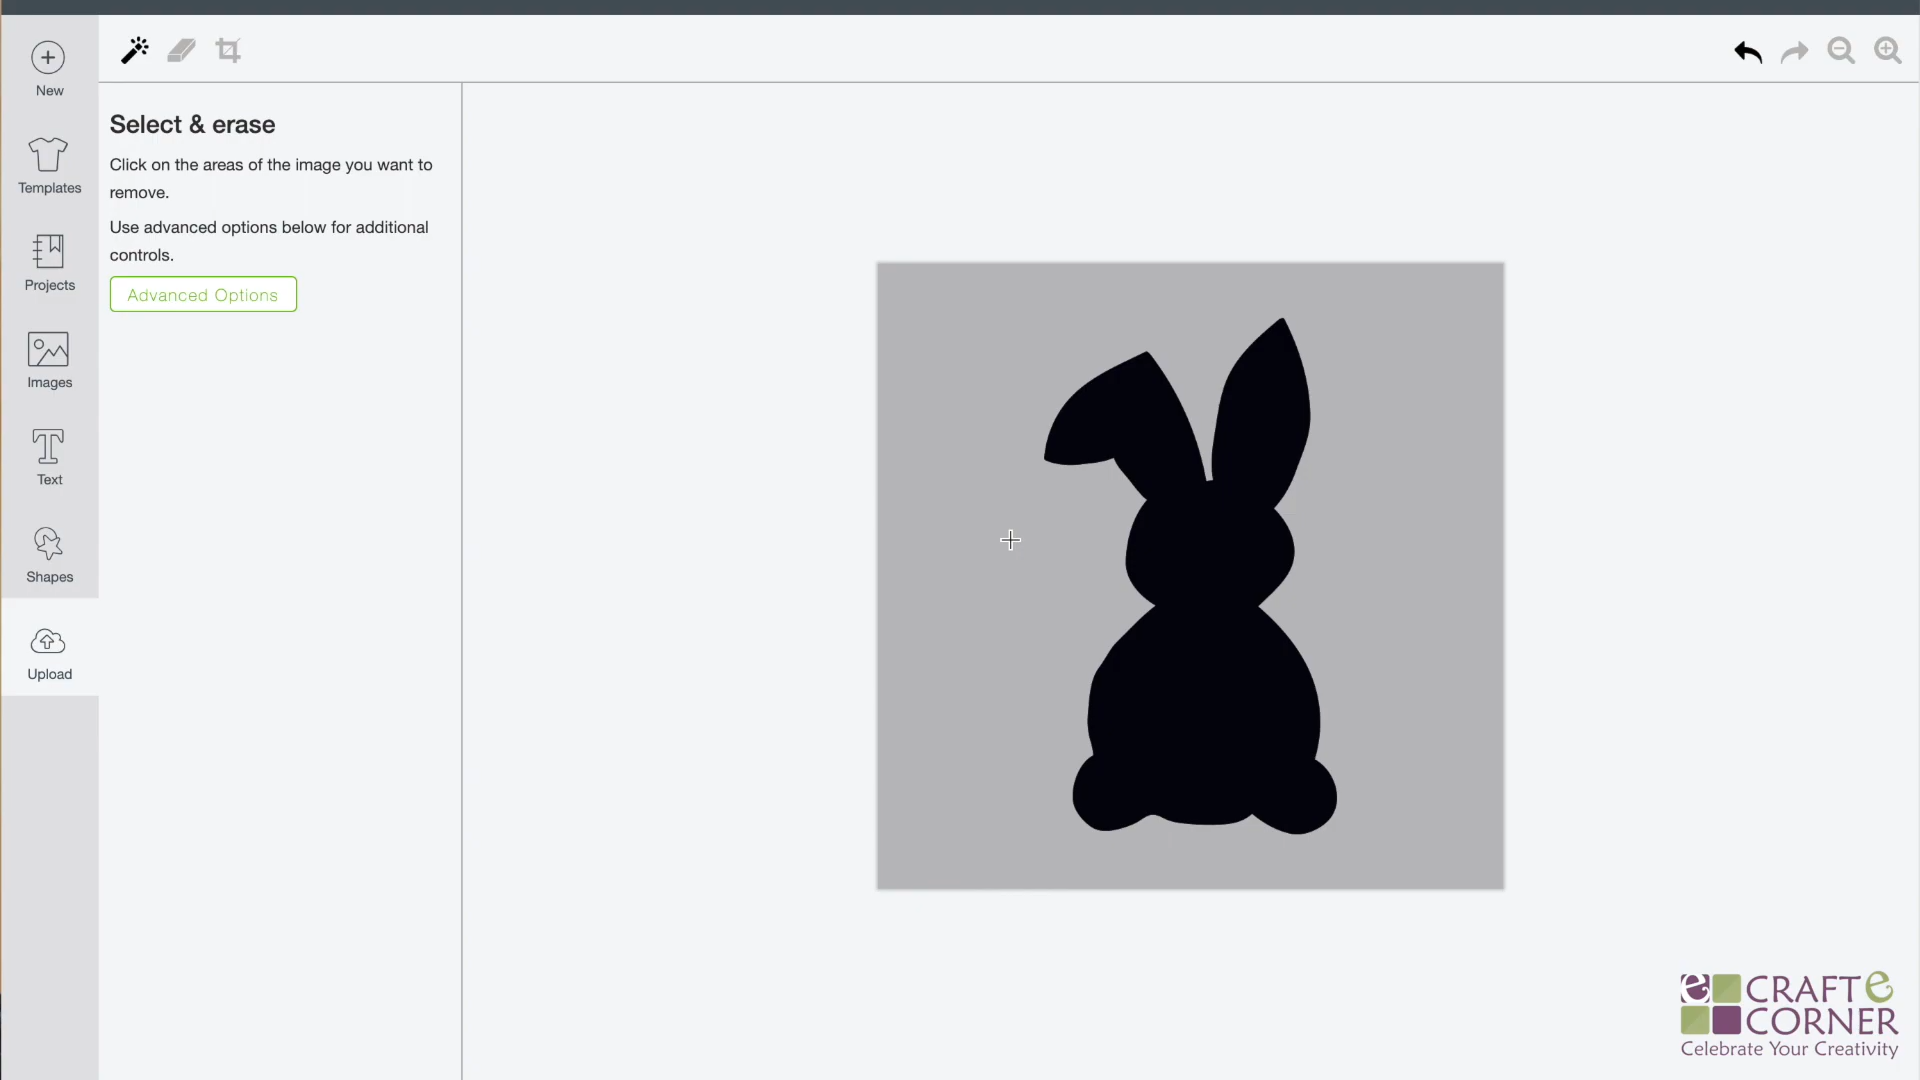 New
Templates
Projects
Images
Text
Shapes
Upload
Select & erase
Click on the areas of the image you want to
remove.
Use advanced options below for additional
controls.
Advanced Options
e CRAFT e
CORNER
Celebrate Your Creativity